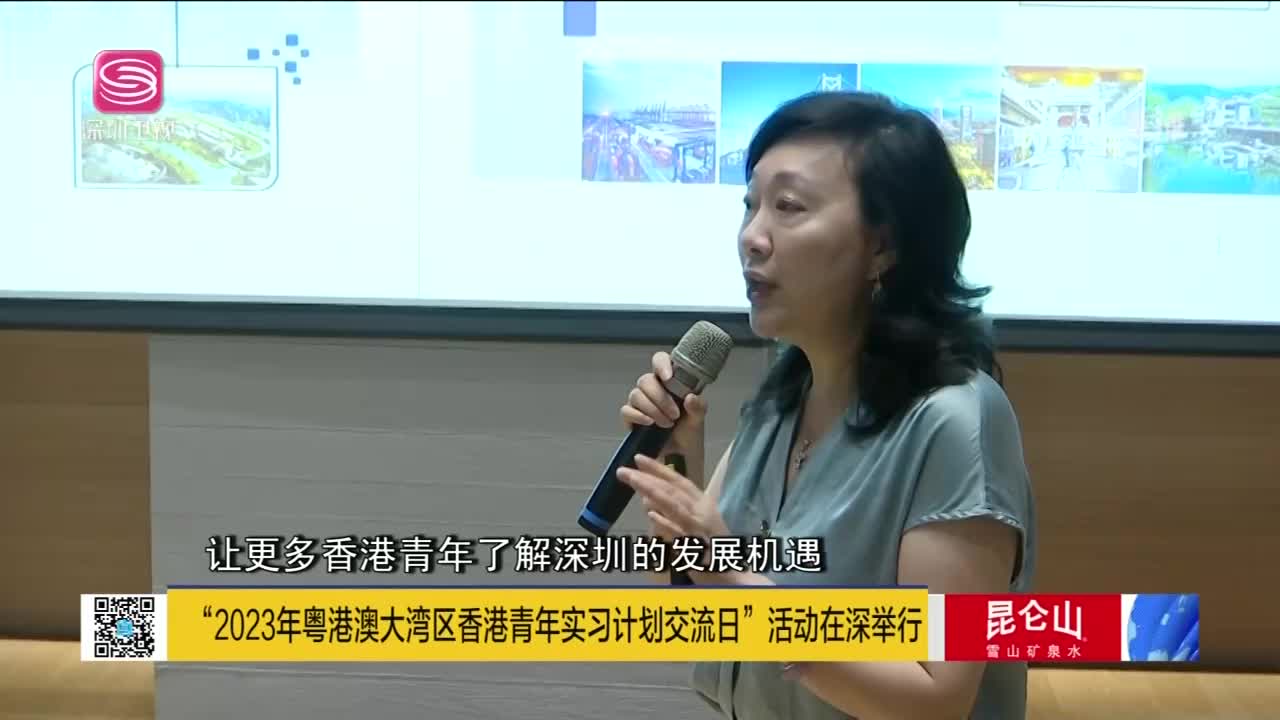 深圳卫视
让更多香港青年了解深圳的发展机遇
“2023年粤港澳大湾区香港青年实习计划交流日”活动在深举行
昆仑山
雪山矿泉水